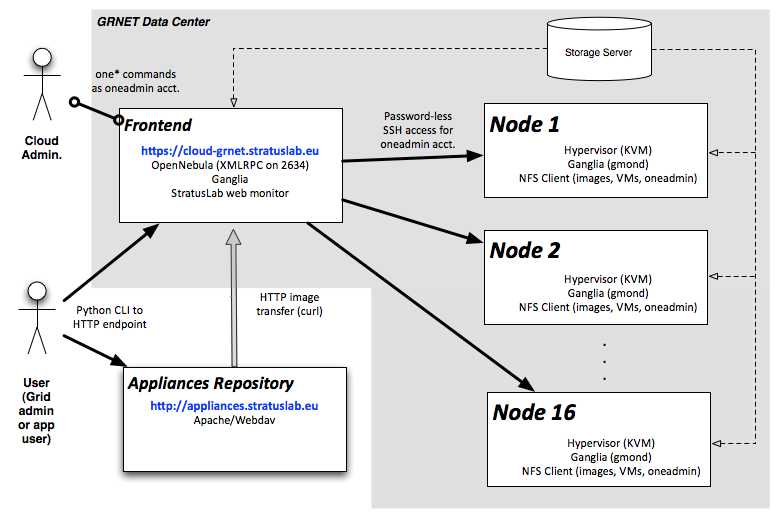 GRNET Data Center
Storage Server
one* commands
as oneadmin acct.
Cloud
Admin.
Frontend
https://cloud-grnet.stratuslab.eu
OpenNebula (XMLRPC on 2634)
Ganglia
StratusLab web monitor
Password-less
SSH access for
oneadmin acct.
Node 1
Hypervisor (KVM)
Ganglia (gmond)
NFS Client (images, VMs, oneadmin)
Node 2
Hypervisor (KVM)
Ganglia (gmond)
NFS Client (images, VMs, oneadmin)
Python CLI to
HTTP endpoint
HTTP image
transfer (curl)
User
(Grid
admin
or app
user)
Appliances Repository
http://appliances.stratuslab.eu
Apache/Webdav
Node 16
Hypervisor (KVM)
Ganglia (gmond)
NFS Client (images, VMs, oneadmin)